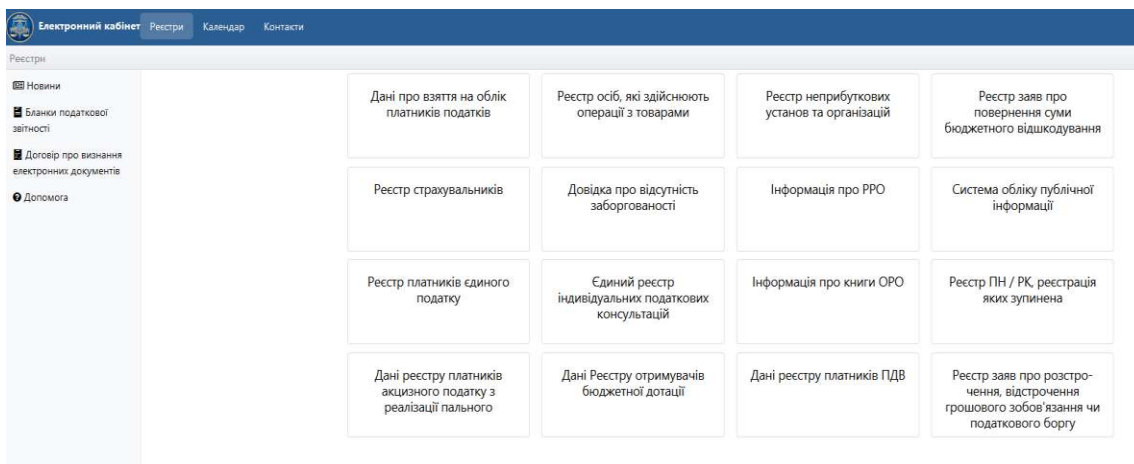 Електронний кабінет
Реєстри
Календар
Контакти
Реєстри
Новини
Бланки податкової
звітності
Договір про визнання
електронних документів
Допомога
Дані про взяття на облік
платників податків
Реєстр осіб, які здійснюють
операції з товарами
Реєстр неприбуткових
установ та організацій
Реєстр заяв про
повернення суми
бюджетного відшкодування
Реєстр страхувальників
Довідка про відсутність
заборгованості
Інформація про РРО
Система обліку публічної
інформації
Реєстр платників єдиного
податку
Єдиний реєстр
індивідуальних податкових
консультацій
Інформація про книги ОРО
Реєстр ПН / РК, реєстрація
яких зупинена
Дані реєстру платників
акцизного податку з
реалізації пального
Дані Реєстру отримувачів
бюджетної дотації
Дані реєстру платників ПДВ
Реєстр заяв про розстро-
чення, відстрочення
грошового зобов'язання чи
податкового боргу